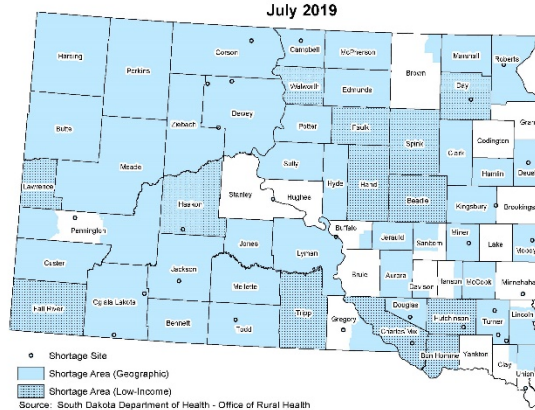 July 2019
Harding
Perkins
Corson
Campbell
McPherson
Brown
Marshall
Roberts
Walworth
Edmunds
Day
Butte
Ziebach
Dewey
Potter
Faulk
Spink
Clark
Codington
Gran
Meade
Sully
Hamlin
Deuel
Lawrence
Haakon
Stanley
Hughes
Hyde
Hand
Beadle
Kingsbury
Brookings
Pennington
Buffalo
Jerauld
Sanborn
Miner
Lake
Moody
Custer
Jackson
Jones
Lyman
Brule
Aurora
Davison
Hanson
McCook
Minnehaha
Fall River
Oglala Lakota
Mellette
Bennett
Todd
Tripp
Gregory
Douglas
Charles Mix
Hutchinson
Turner
Lincoln
Bon Homme
Yankton
Clay
Union
Shortage Site
Shortage Area (Geographic)
Shortage Area (Low-Income)
Source: South Dakota Department of Health - Office of Rural Health